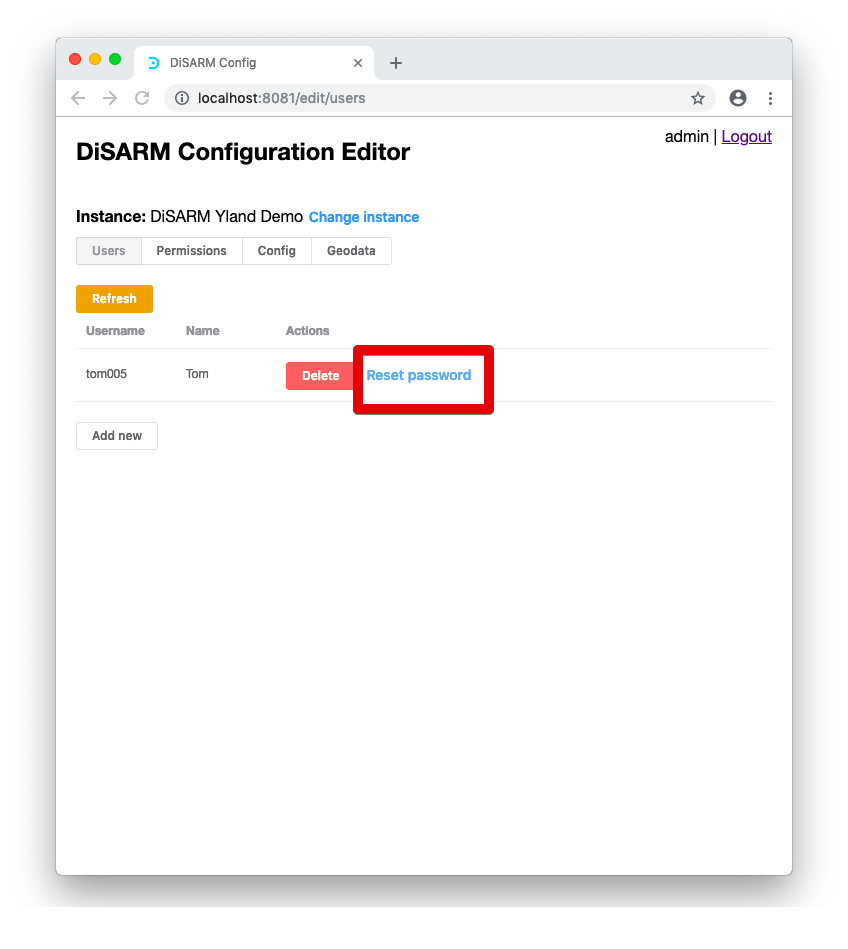 DiSARM Config
localhost:8081/edit/users
admin | Logout
DiSARM Configuration Editor
Instance: DiSARM Yland Demo Change instance
Users Permissions Config Geodata
Refresh
Username Name Actions
tom005 Tom Delete Reset password
Add new